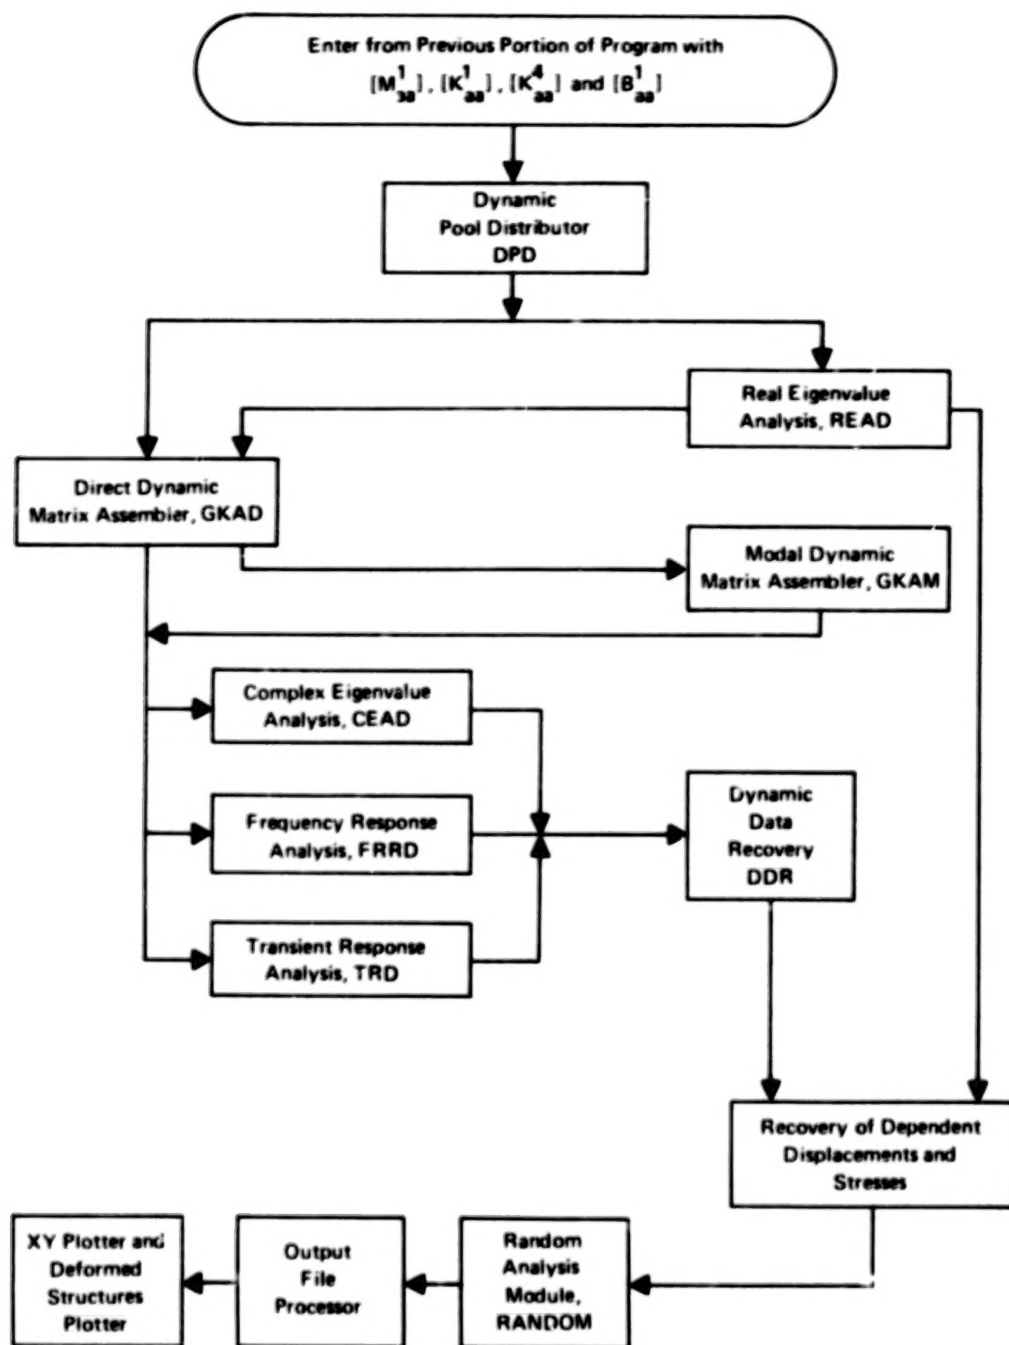 Enter from Previous Portion of Program with
[M¹aa], [K¹aa], [K⁴aa] and [B¹aa]
Dynamic
Pool Distributor
DPD
Real Eigenvalue
Analysis, READ
Direct Dynamic
Matrix Assembler, GKAD
Modal Dynamic
Matrix Assembler, GKAM
Complex Eigenvalue
Analysis, CEAD
Frequency Response
Analysis, FRRD
Dynamic
Data
Recovery
DDR
Transient Response
Analysis, TRD
Recovery of Dependent
Displacements and
Stresses
XY Plotter and
Deformed
Structures
Plotter
Output
File
Processor
Random
Analysis
Module,
RANDOM